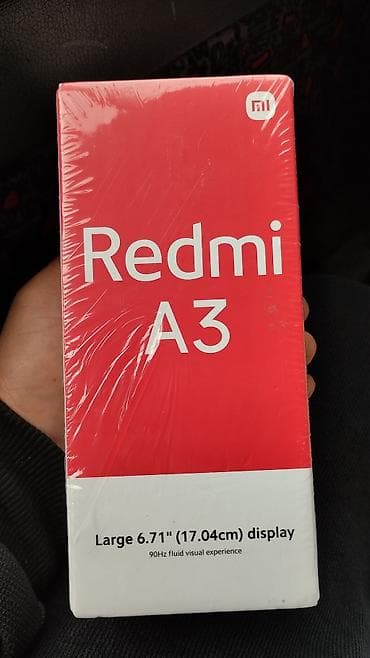 mi
Redmi
A3
Large 6.71" (17.04cm) display
90Hz fluid visual experience